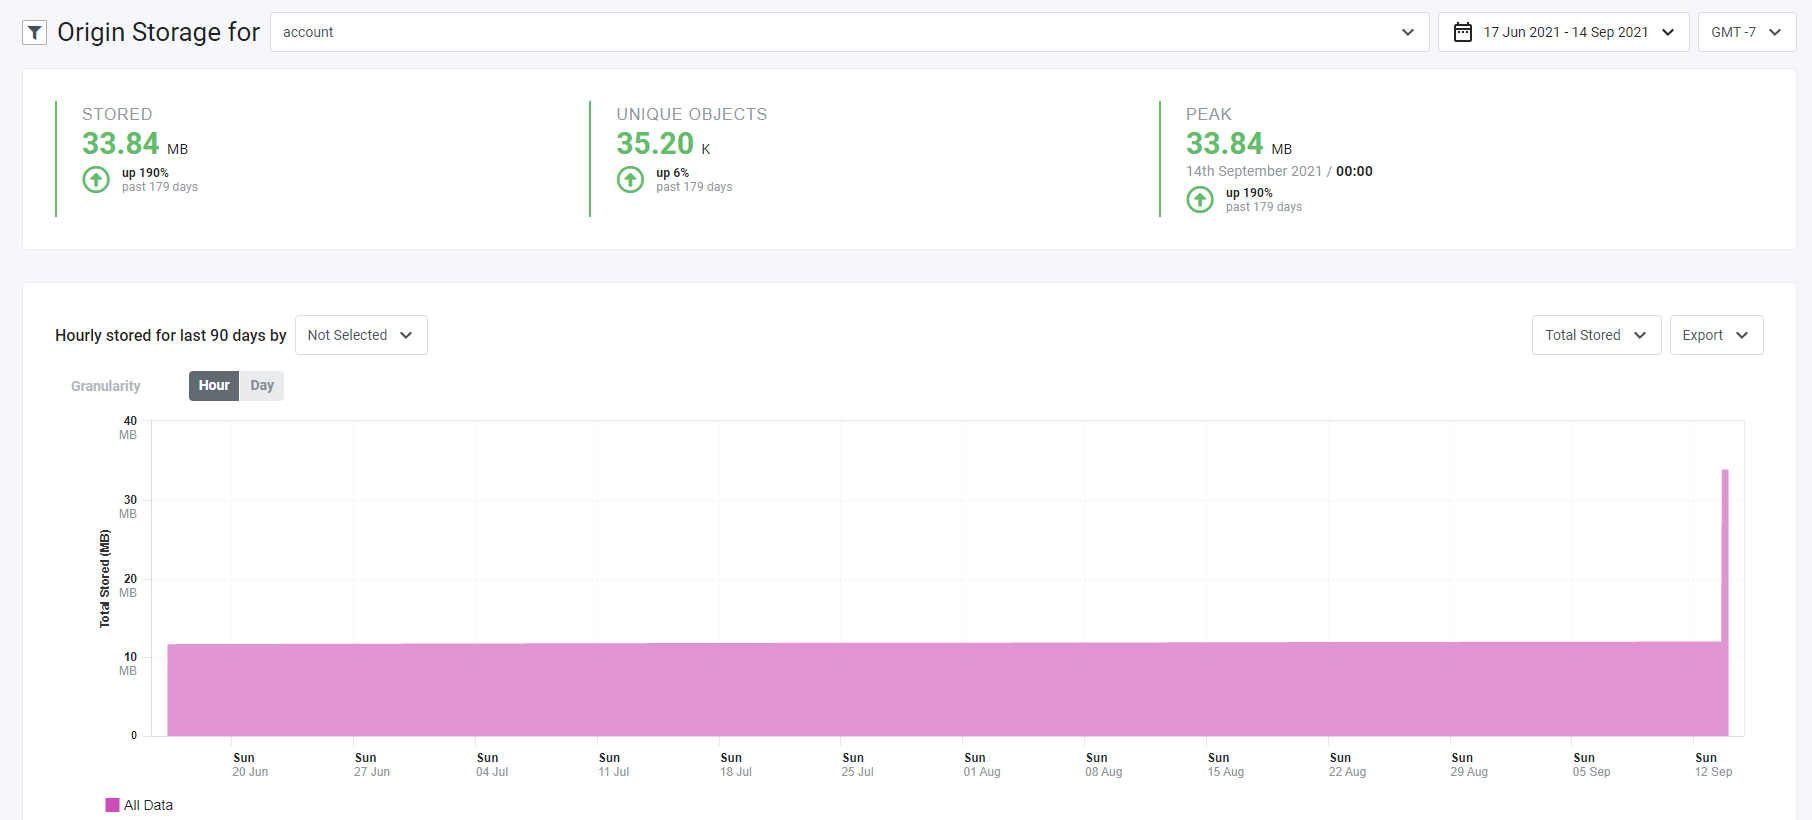 Origin Storage for
account
17 Jun 2021 - 14 Sep 2021
GMT -7
STORED
33.84 MB
up 190%
past 179 days
UNIQUE OBJECTS
35.20 K
up 6%
past 179 days
PEAK
33.84 MB
14th September 2021 / 00:00
up 190%
past 179 days
Hourly stored for last 90 days by
Not Selected
Total Stored
Export
Granularity
Hour
Day
Total Stored (MB)
40
MB
30
MB
20
MB
10
MB
0
Sun
20 Jun
Sun
27 Jun
Sun
04 Jul
Sun
11 Jul
Sun
18 Jul
Sun
25 Jul
Sun
01 Aug
Sun
08 Aug
Sun
15 Aug
Sun
22 Aug
Sun
29 Aug
Sun
05 Sep
Sun
12 Sep
All Data